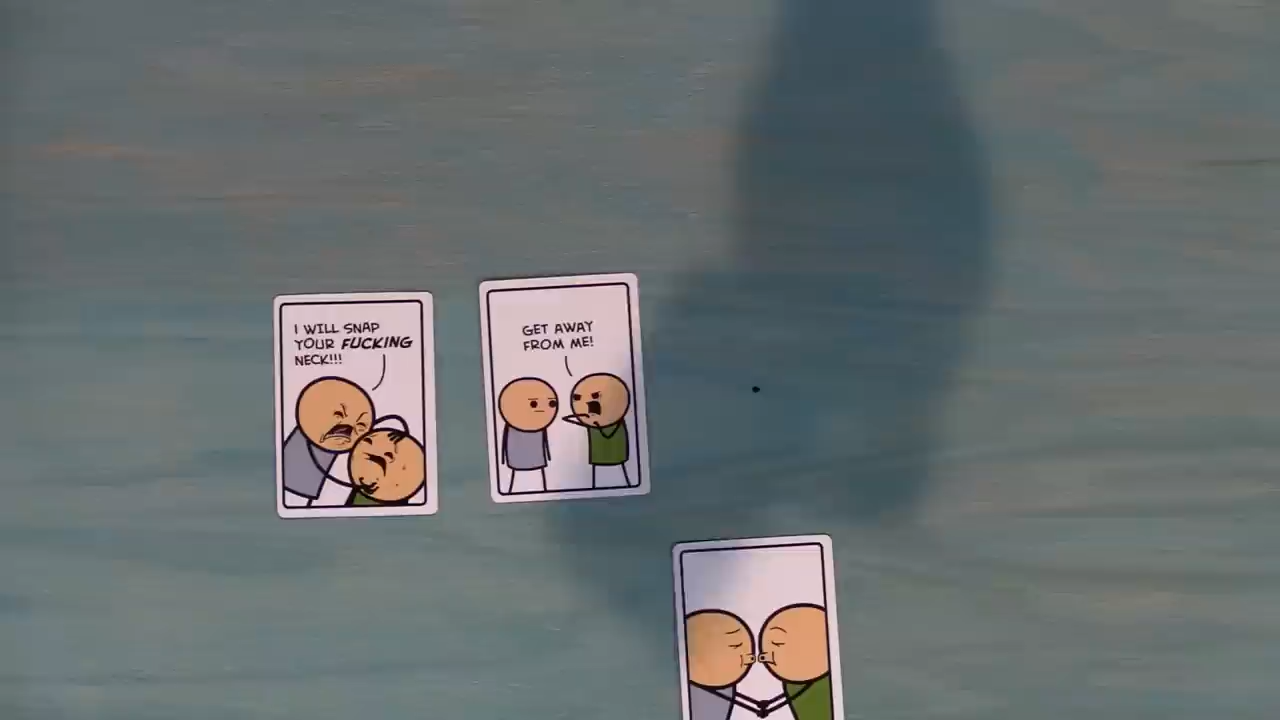 I WILL SNAP
YOUR FUCKING
NECK!!!
GET AWAY
FROM ME!